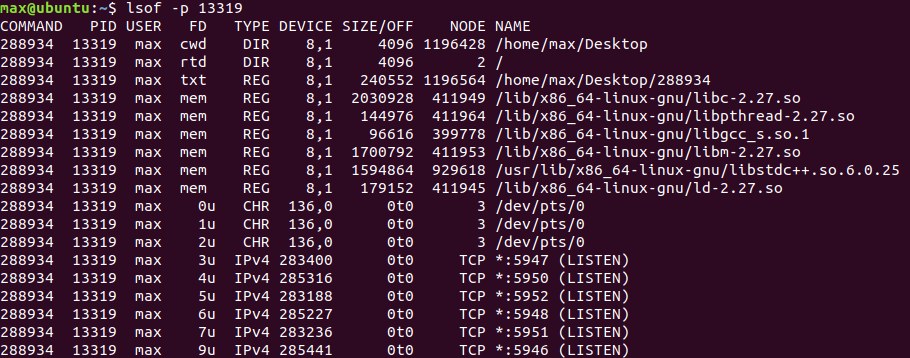 max@ubuntu:~$ lsof -p 13319
COMMAND PID USER FD TYPE DEVICE SIZE/OFF NODE NAME
288934 13319 max cwd DIR 8,1 4096 1196428 /home/max/Desktop
288934 13319 max rtd DIR 8,1 4096 2 /
288934 13319 max txt REG 8,1 240552 1196564 /home/max/Desktop/288934
288934 13319 max mem REG 8,1 2030928 411949 /lib/x86_64-linux-gnu/libc-2.27.so
288934 13319 max mem REG 8,1 144976 411964 /lib/x86_64-linux-gnu/libpthread-2.27.so
288934 13319 max mem REG 8,1 96616 399778 /lib/x86_64-linux-gnu/libgcc_s.so.1
288934 13319 max mem REG 8,1 1700792 411953 /lib/x86_64-linux-gnu/libm-2.27.so
288934 13319 max mem REG 8,1 1594864 929618 /usr/lib/x86_64-linux-gnu/libstdc++.so.6.0.25
288934 13319 max mem REG 8,1 179152 411945 /lib/x86_64-linux-gnu/ld-2.27.so
288934 13319 max 0u CHR 136,0 0t0 3 /dev/pts/0
288934 13319 max 1u CHR 136,0 0t0 3 /dev/pts/0
288934 13319 max 2u CHR 136,0 0t0 3 /dev/pts/0
288934 13319 max 3u IPv4 283400 0t0 TCP *:5947 (LISTEN)
288934 13319 max 4u IPv4 285316 0t0 TCP *:5950 (LISTEN)
288934 13319 max 5u IPv4 283188 0t0 TCP *:5952 (LISTEN)
288934 13319 max 6u IPv4 285227 0t0 TCP *:5948 (LISTEN)
288934 13319 max 7u IPv4 283236 0t0 TCP *:5951 (LISTEN)
288934 13319 max 9u IPv4 285441 0t0 TCP *:5946 (LISTEN)